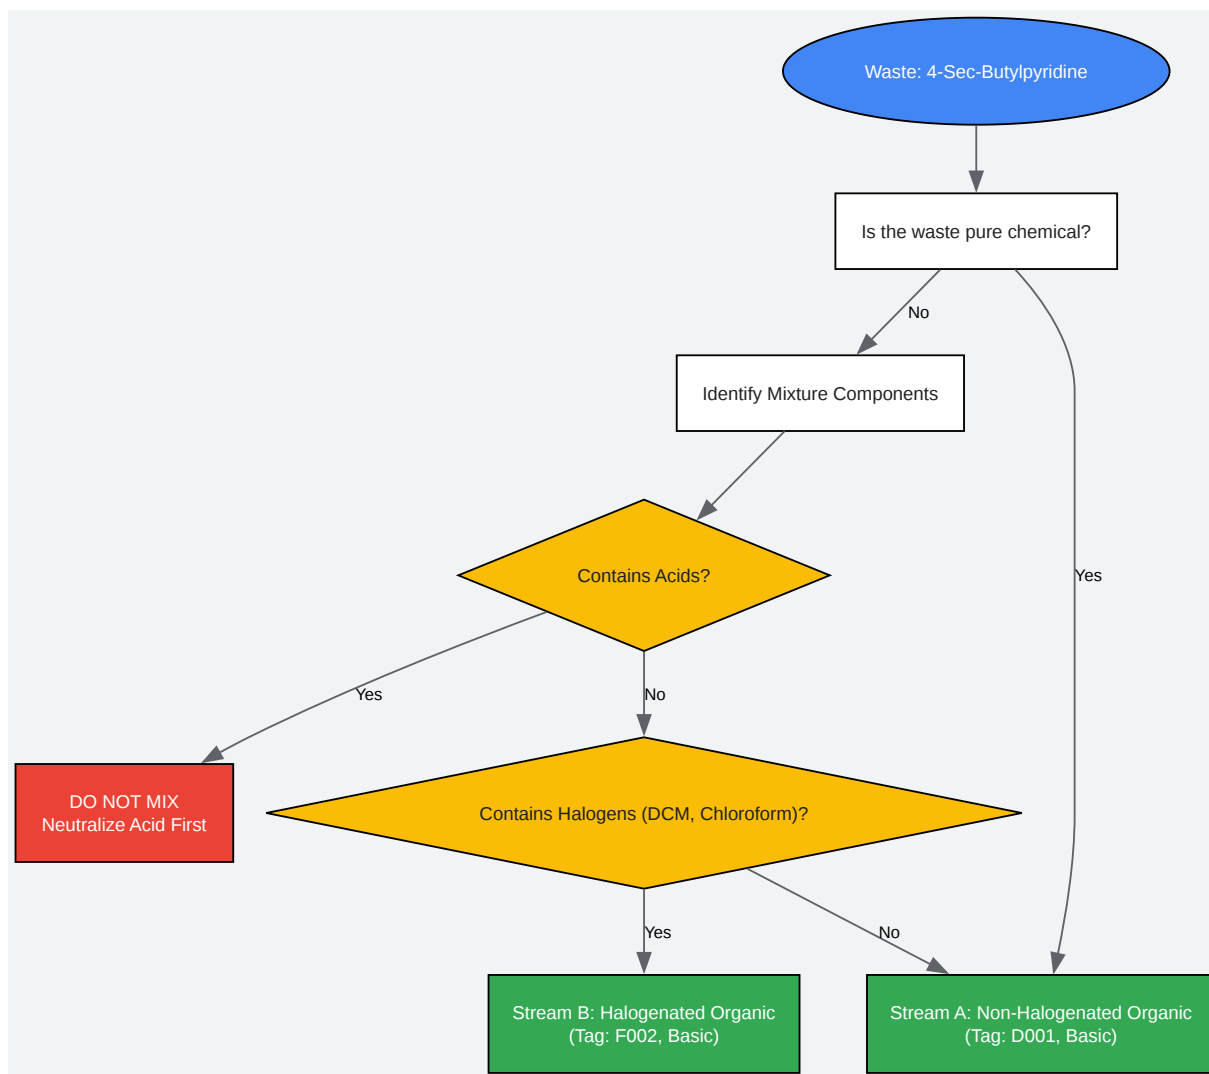 Waste: 4-Sec-Butylpyridine
Is the waste pure chemical?
No
Identify Mixture Components
Contains Acids?
Yes
Yes
No
DO NOT MIX
Neutralize Acid First
Contains Halogens (DCM, Chloroform)?
Yes
No
Stream B: Halogenated Organic
(Tag: F002, Basic)
Stream A: Non-Halogenated Organic
(Tag: D001, Basic)